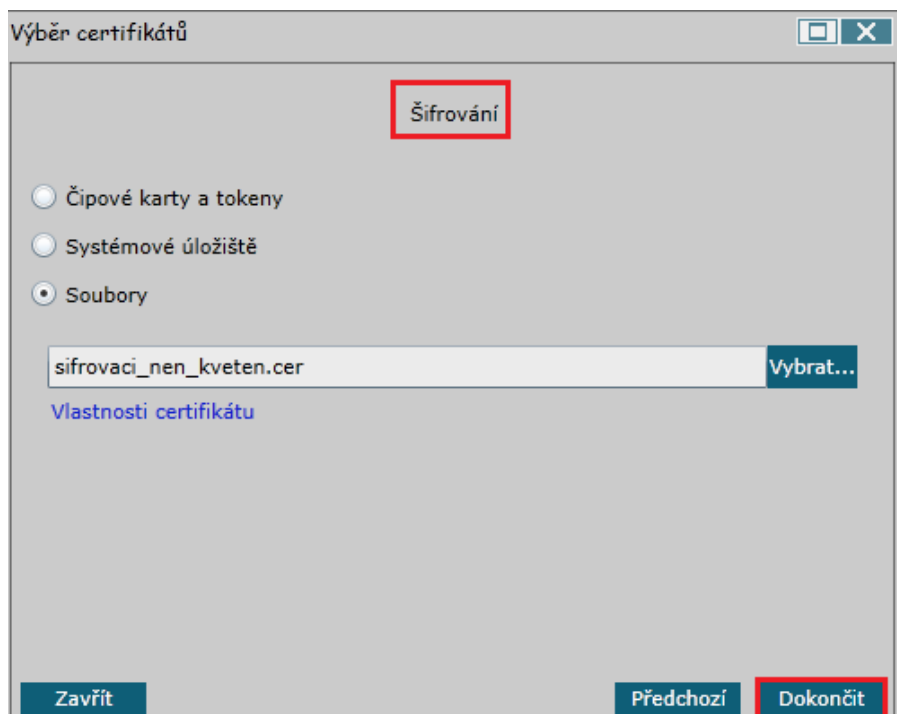 Výběr certifikátů
Šifrování
Čipové karty a tokeny
Systémové úložiště
Soubory
sifrovaci_nen_kveten.cer Vybrat...
Vlastnosti certifikátu
Zavřít Předchozí Dokončit